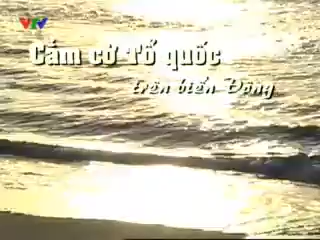 VTV
Cắm cờ Tổ quốc
trên biển Đông